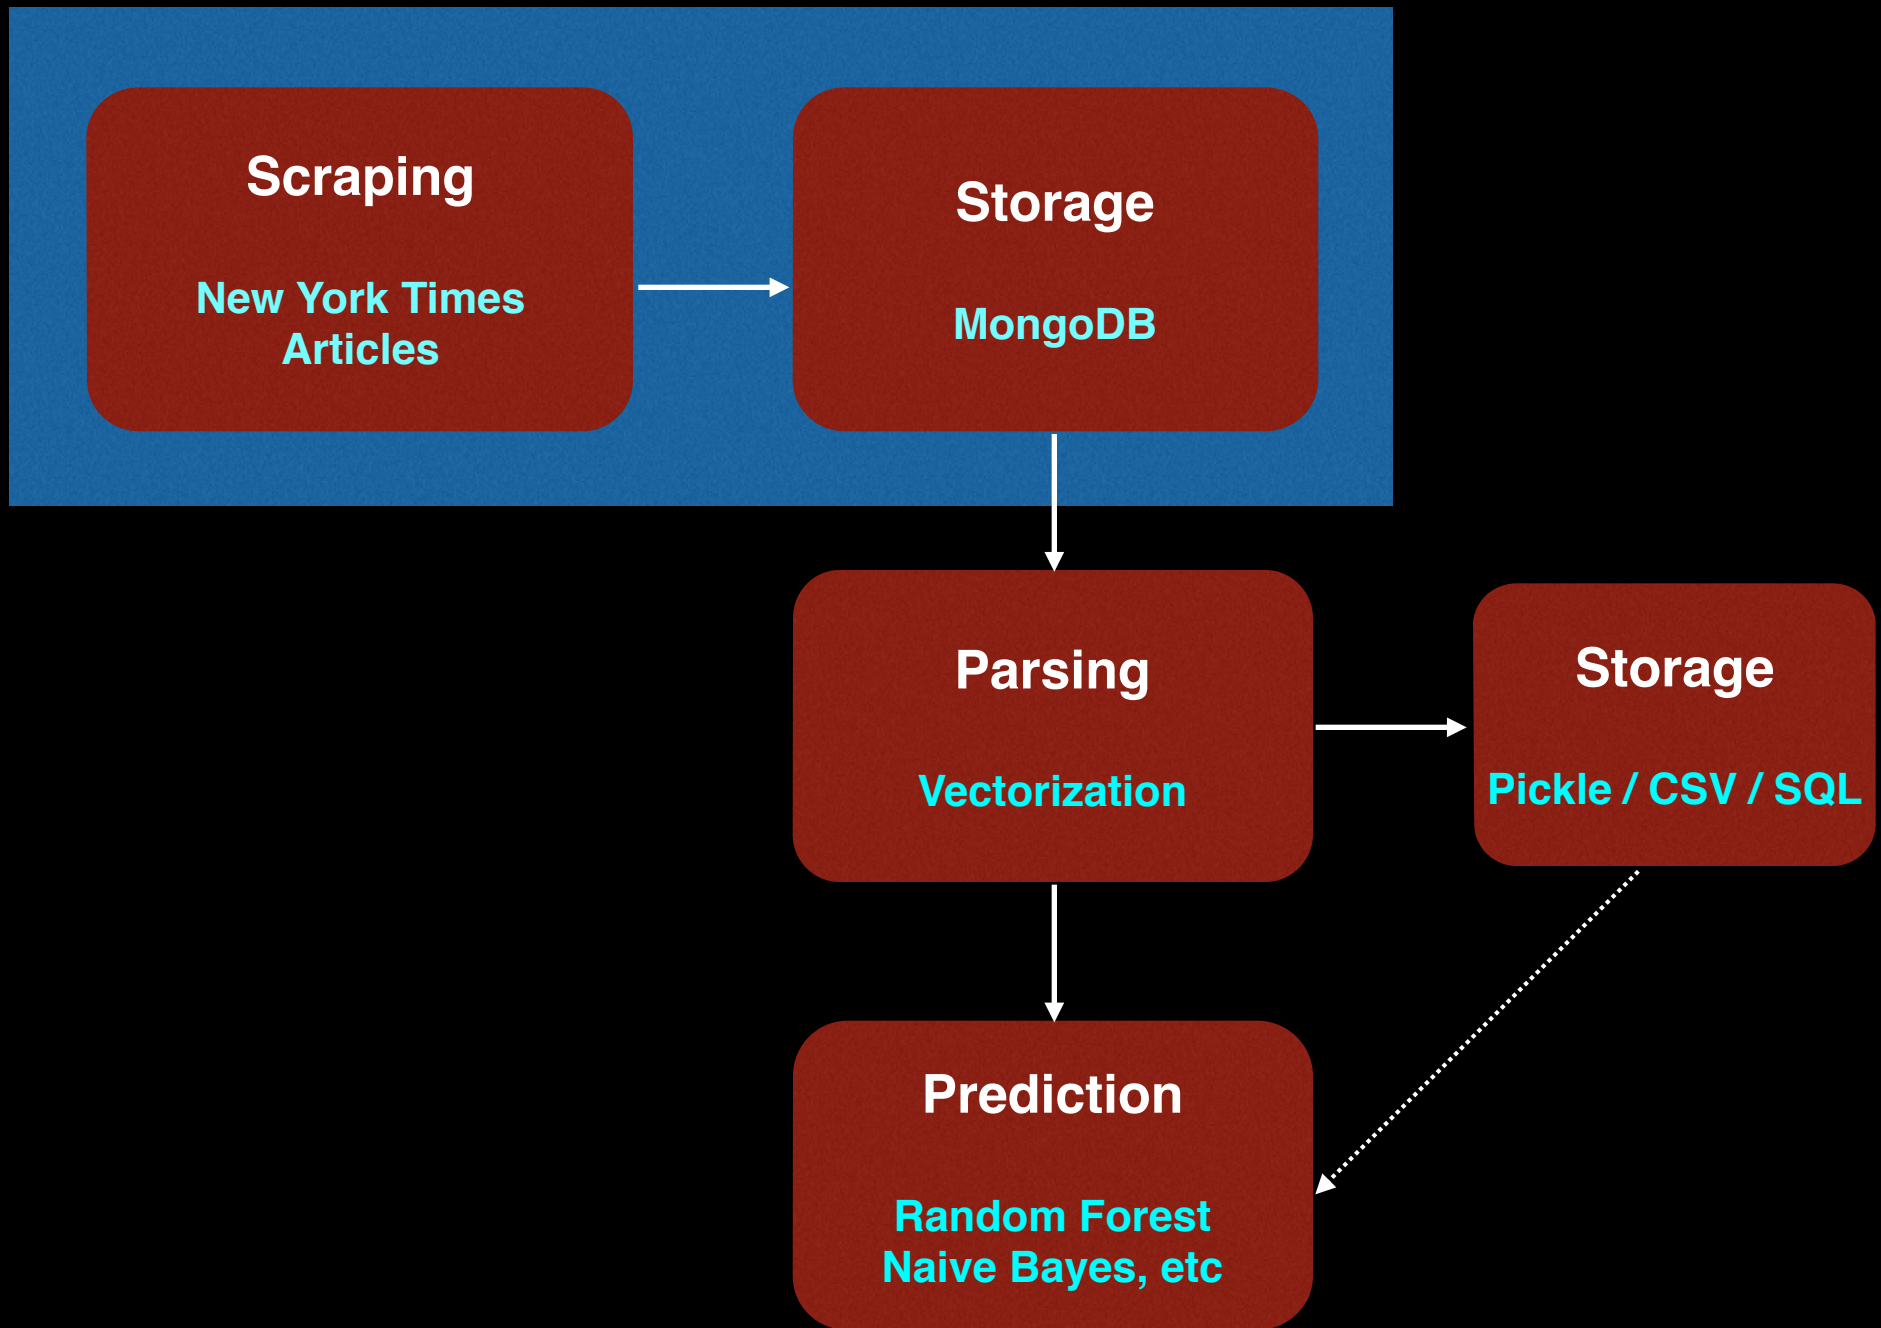 Scraping
New York Times
Articles
Storage
MongoDB
Parsing
Vectorization
Storage
Pickle / CSV / SQL
Prediction
Random Forest
Naive Bayes, etc